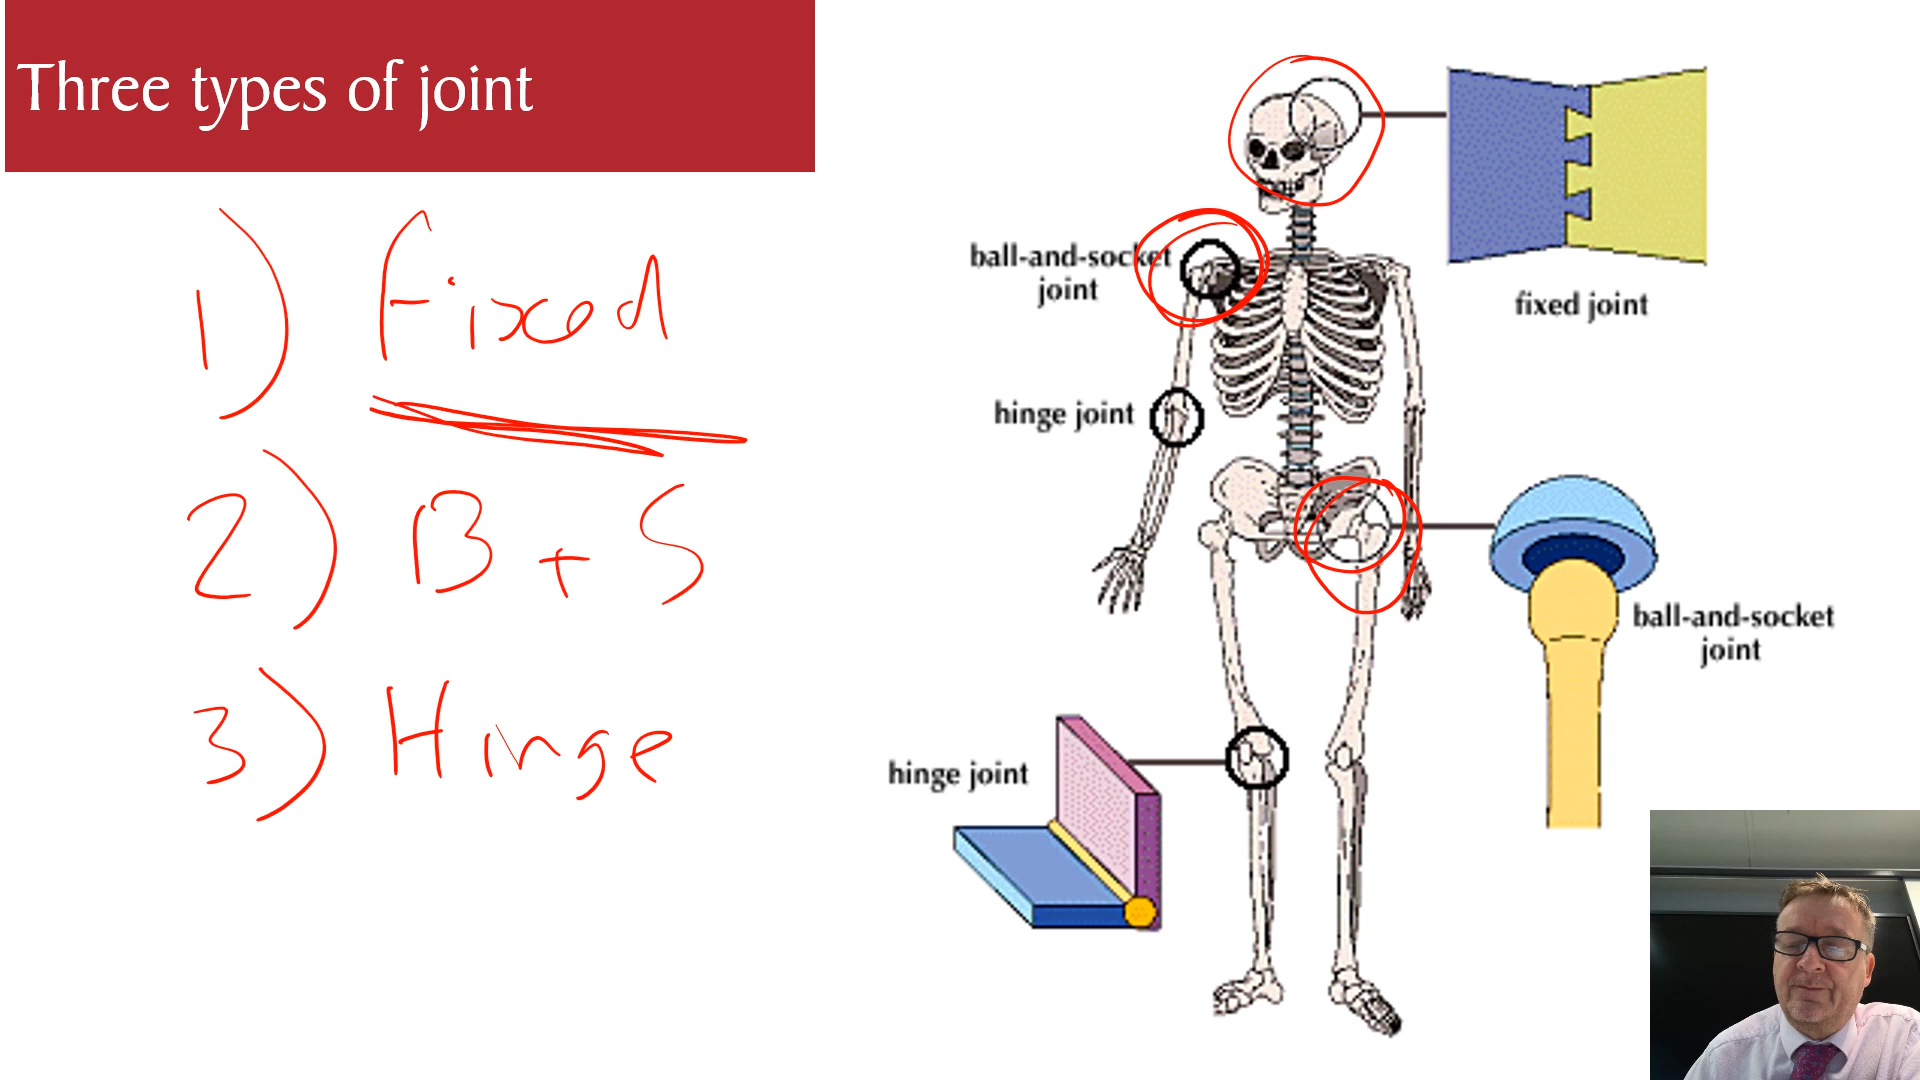 Three types of joint
1) Fixed
2) B + S
3) Hinge
ball-and-socket
joint
fixed joint
hinge joint
ball-and-socket
joint
hinge joint